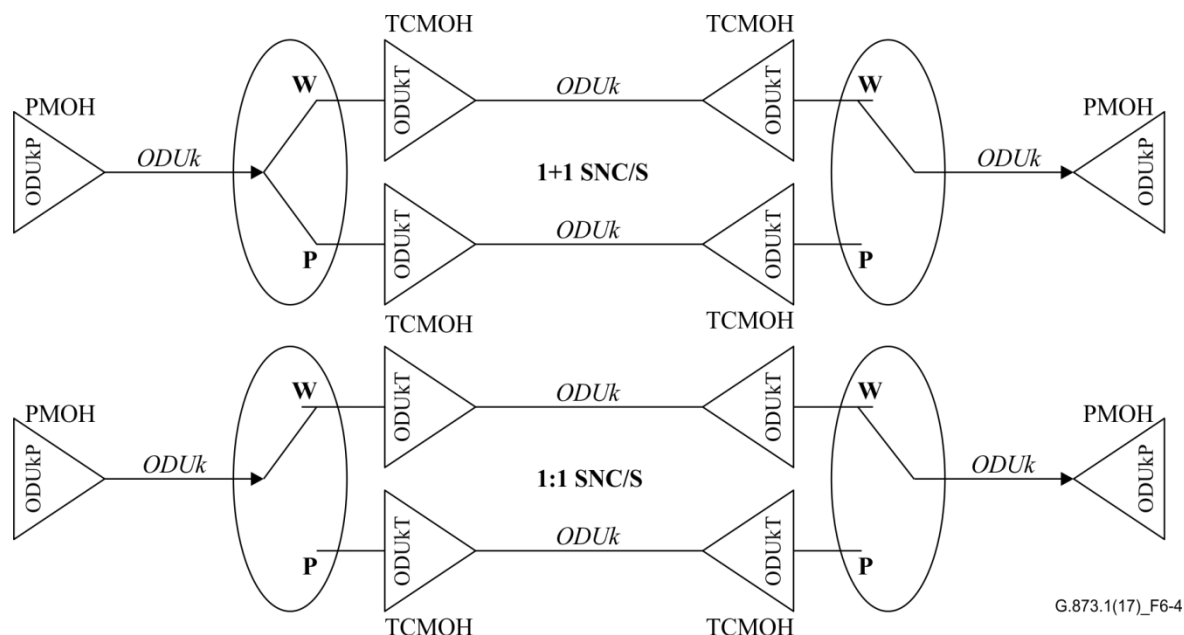 TCMOH
TCMOH
W
ODUkT
ODUk
ODUkT
W
PMOH
PMOH
ODUkP
ODUk
1+1 SNC/S
ODUk
ODUkP
P
ODUkT
ODUk
ODUkT
P
TCMOH
TCMOH
W
ODUkT
ODUk
ODUkT
W
PMOH
PMOH
ODUkP
ODUk
1:1 SNC/S
ODUk
ODUkP
P
ODUkT
ODUk
ODUkT
P
TCMOH
TCMOH
G.873.1(17)_F6-4